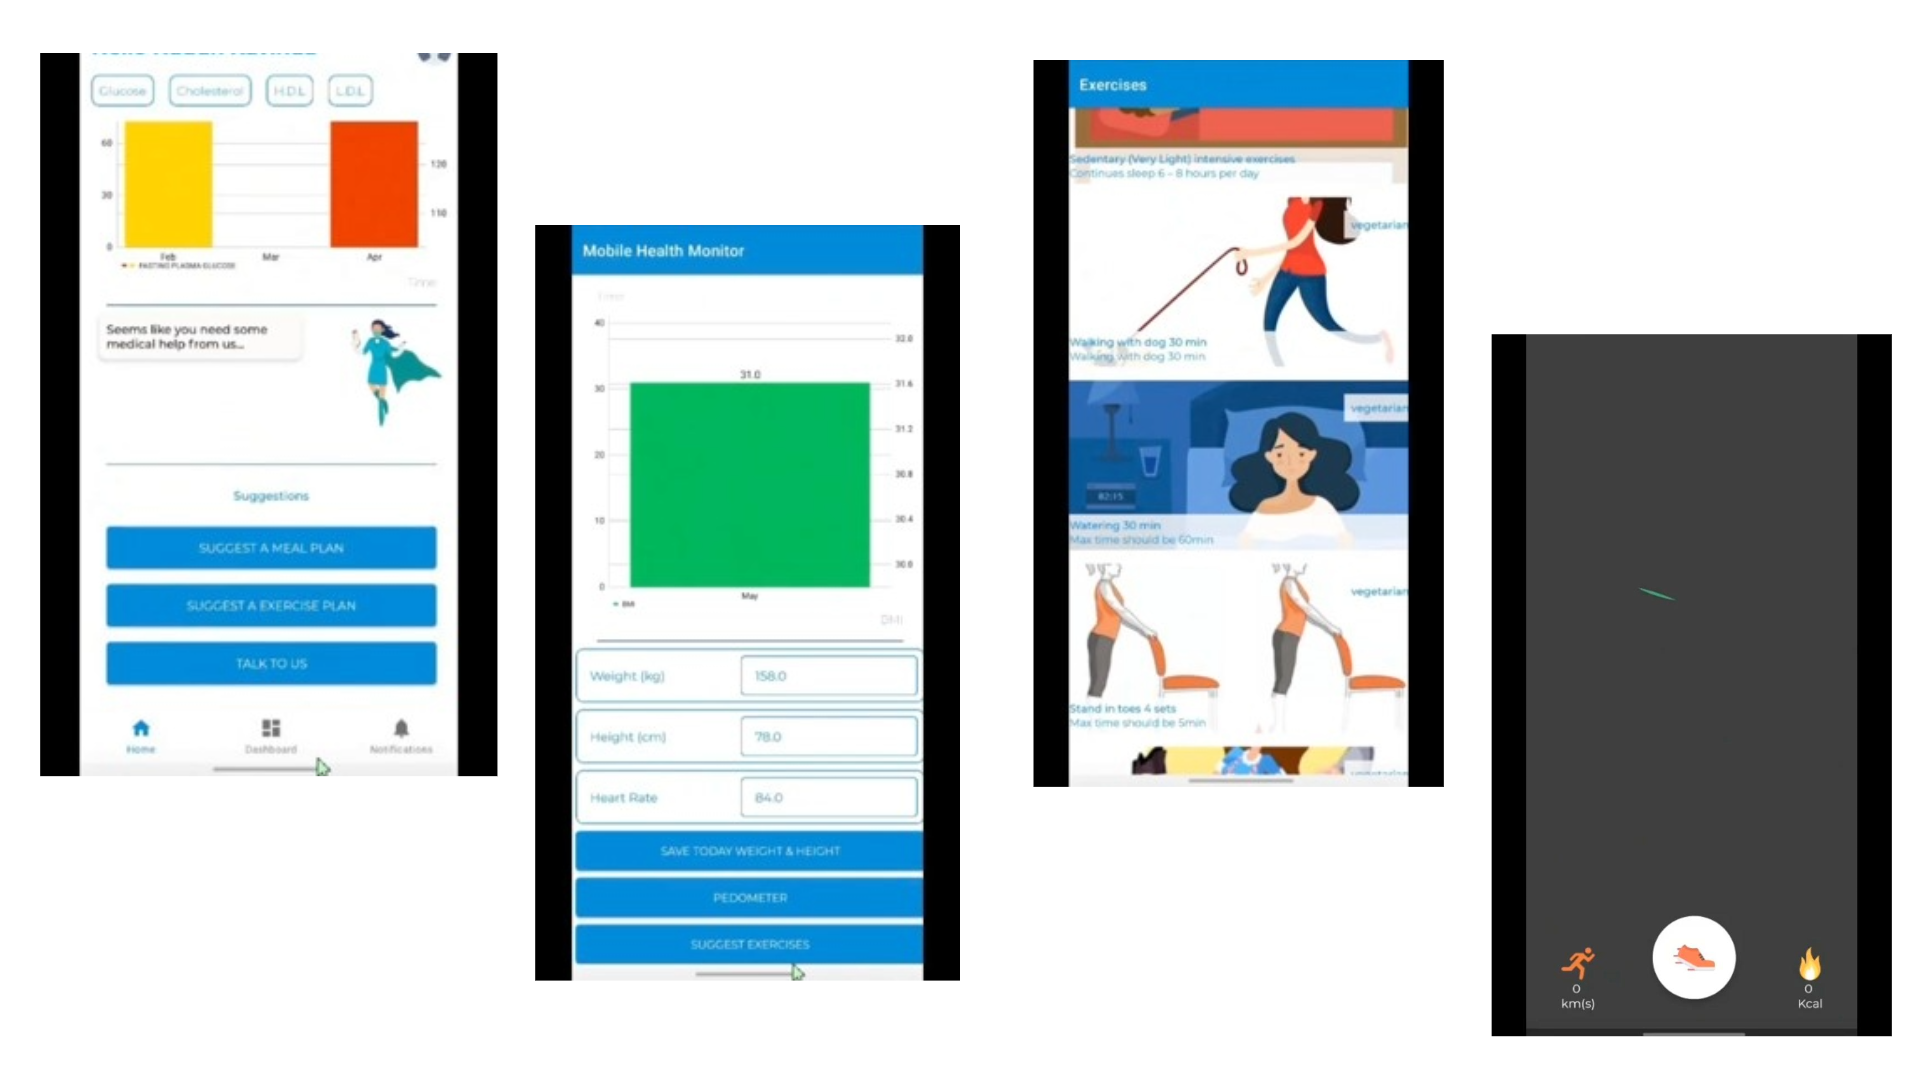 Glucose Cholesterol H.D.L L.D.L
60
30
0
120
110
Feb Mar Apr
FASTING PLASMA GLUCOSE
Time
Seems like you need some
medical help from us...
Suggestions
SUGGEST A MEAL PLAN
SUGGEST A EXERCISE PLAN
TALK TO US
Home Dashboard Notifications
Mobile Health Monitor
Time
40
30
20
10
0
31.0
32.0
31.6
31.2
30.8
30.4
30.0
May
BMI
BMI
Weight (kg) 158.0
Height (cm) 78.0
Heart Rate 84.0
SAVE TODAY WEIGHT & HEIGHT
PEDOMETER
SUGGEST EXERCISES
Exercises
Sedentary (Very Light) intensive exercises
Continues sleep 6 - 8 hours per day
vegetarian
Walking with dog 30 min
Walking with dog 30 min
vegetarian
02:15
Watering 30 min
Max time should be 60min
vegetarian
Stand in toes 4 sets
Max time should be 5min
vegetarian
0
km(s)
0
Kcal